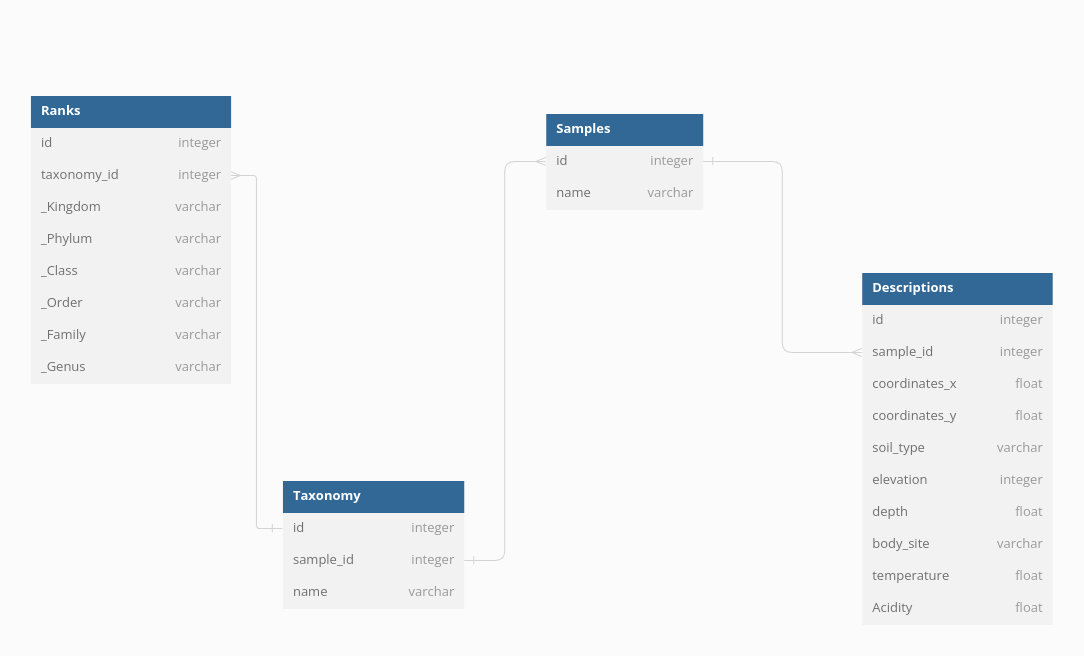 Ranks
id integer
taxonomy_id integer
_Kingdom varchar
_Phylum varchar
_Class varchar
_Order varchar
_Family varchar
_Genus varchar
Samples
id integer
name varchar
Descriptions
id integer
sample_id integer
coordinates_x float
coordinates_y float
soil_type varchar
elevation integer
depth float
body_site varchar
temperature float
Acidity float
Taxonomy
id integer
sample_id integer
name varchar